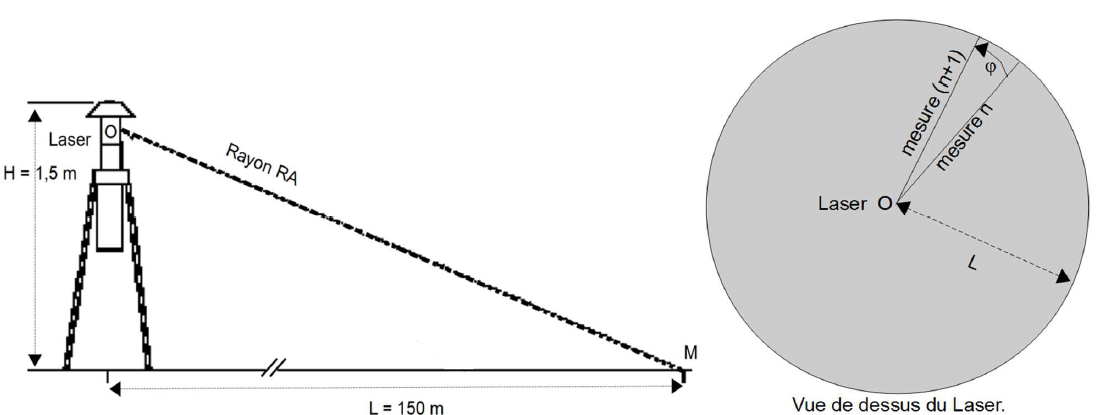 Laser
O
H = 1,5 m
Rayon RA
M
L = 150 m
mesure (n+1)
φ
mesure n
Laser O
L
Vue de dessus du Laser.